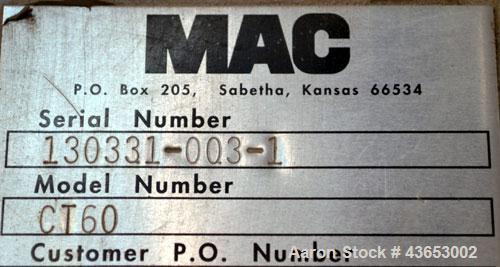 MAC
P.O. Box 205, Sabetha, Kansas 66534
Serial Number
130331-003-1
Model Number
CT60
Customer P.O. Number
Aaron Stock # 43653002